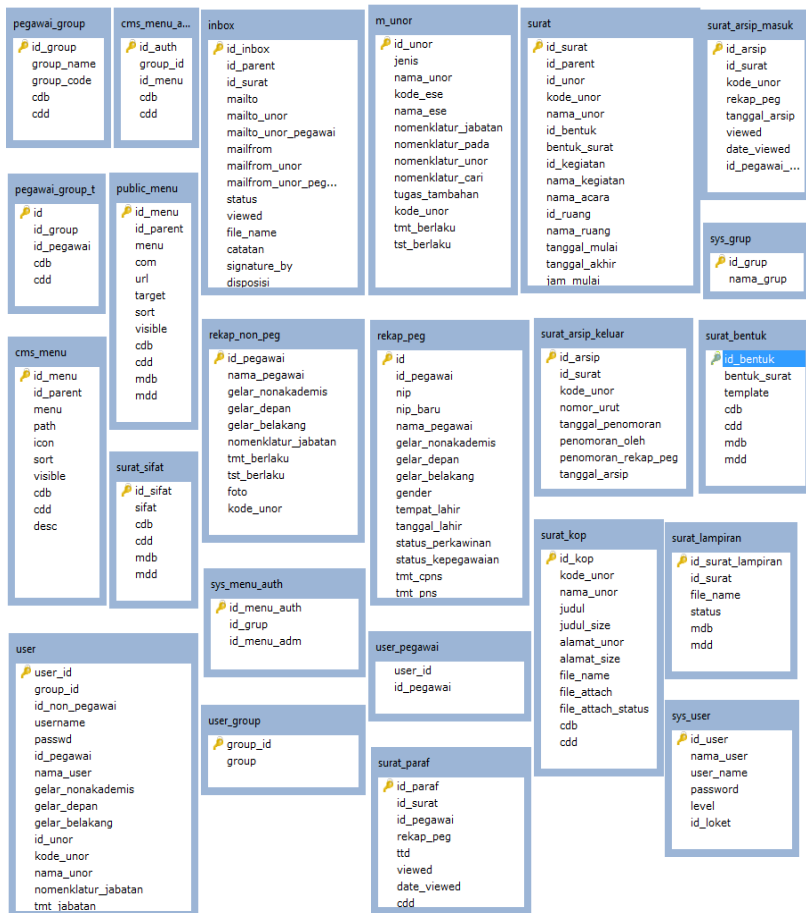 pegawai_group
id_group
group_name
group_code
cdb
cdd
cms_menu_a...
id_auth
group_id
id_menu
cdb
cdd
inbox
id_inbox
id_parent
id_surat
mailto
mailto_unor
mailto_unor_pegawai
mailfrom
mailfrom_unor
mailfrom_unor_peg...
status
viewed
file_name
catatan
signature_by
disposisi
m_unor
id_unor
jenis
nama_unor
kode_ese
nama_ese
nomenklatur_jabatan
nomenklatur_pada
nomenklatur_unor
nomenklatur_cari
tugas_tambahan
kode_unor
tmt_berlaku
tst_berlaku
surat
id_surat
id_parent
id_unor
kode_unor
nama_unor
id_bentuk
bentuk_surat
id_kegiatan
nama_kegiatan
nama_acara
id_ruang
nama_ruang
tanggal_mulai
tanggal_akhir
jam_mulai
surat_arsip_masuk
id_arsip
id_surat
kode_unor
rekap_peg
tanggal_arsip
viewed
date_viewed
id_pegawai_...
pegawai_group_t
id
id_group
id_pegawai
cdb
cdd
public_menu
id_menu
id_parent
menu
com
url
target
sort
visible
cdb
cdd
mdb
mdd
sys_grup
id_grup
nama_grup
cms_menu
id_menu
id_parent
menu
path
icon
sort
visible
cdb
cdd
desc
surat_sifat
id_sifat
sifat
cdb
cdd
mdb
mdd
rekap_non_peg
id_pegawai
nama_pegawai
gelar_nonakademis
gelar_depan
gelar_belakang
nomenklatur_jabatan
tmt_berlaku
tst_berlaku
foto
kode_unor
rekap_peg
id
id_pegawai
nip
nip_baru
nama_pegawai
gelar_nonakademis
gelar_depan
gelar_belakang
gender
tempat_lahir
tanggal_lahir
status_perkawinan
status_kepegawaian
tmt_cpns
tmt_pns
surat_arsip_keluar
id_arsip
id_surat
kode_unor
nomor_urut
tanggal_penomoran
penomoran_oleh
penomoran_rekap_peg
tanggal_arsip
surat_bentuk
id_bentuk
bentuk_surat
template
cdb
cdd
mdb
mdd
sys_menu_auth
id_menu_auth
id_grup
id_menu_adm
surat_kop
id_kop
kode_unor
nama_unor
judul
judul_size
alamat_unor
alamat_size
file_name
file_attach
file_attach_status
cdb
cdd
surat_lampiran
id_surat_lampiran
id_surat
file_name
status
mdb
mdd
user
user_id
group_id
id_non_pegawai
username
passwd
id_pegawai
nama_user
gelar_nonakademis
gelar_depan
gelar_belakang
id_unor
kode_unor
nama_unor
nomenklatur_jabatan
tmt_jabatan
user_group
group_id
group
user_pegawai
user_id
id_pegawai
surat_paraf
id_paraf
id_surat
id_pegawai
rekap_peg
ttd
viewed
date_viewed
cdd
sys_user
id_user
nama_user
user_name
password
level
id_loket